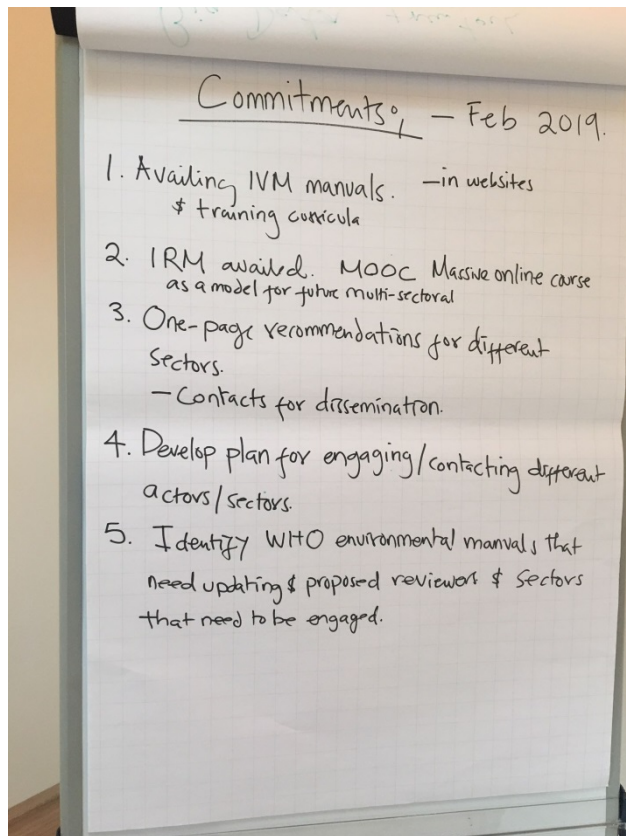 Commitments; - Feb 2019.
1. Availing IVM manuals. - in websites
& training curricula
2. IRM availed. MOOC Massive online course
as a model for future multi-sectoral
3. One-page recommendations for different
Sectors.
- Contacts for dissemination.
4. Develop plan for engaging/contacting different
actors/sectors.
5. Identify WHO environmental manuals that
need updating & proposed reviewers & Sectors
that need to be engaged.